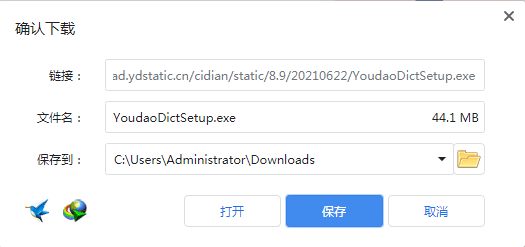 确认下载
链接： ad.ydstatic.cn/cidian/static/8.9/20210622/YoudaoDictSetup.exe
文件名： YoudaoDictSetup.exe 44.1 MB
保存到： C:\Users\Administrator\Downloads
打开 保存 取消